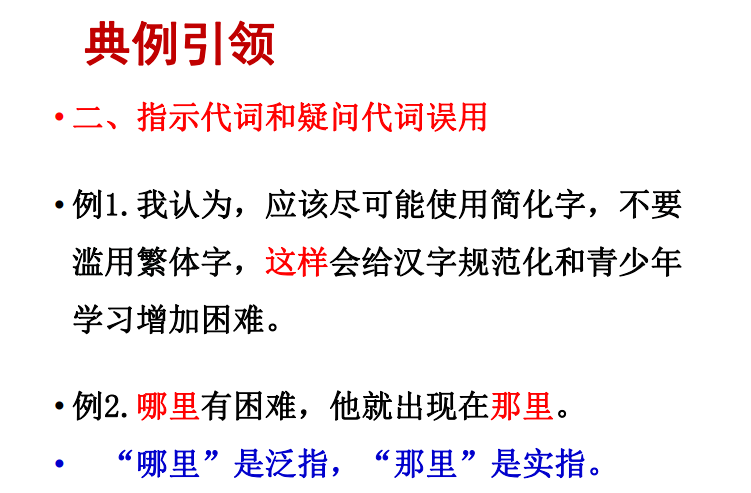 典例引领
•二、指示代词和疑问代词误用
•例1.我认为，应该尽可能使用简化字，不要
滥用繁体字，这样会给汉字规范化和青少年
学习增加困难。
•例2.哪里有困难，他就出现在那里。
• “哪里”是泛指，“那里”是实指。